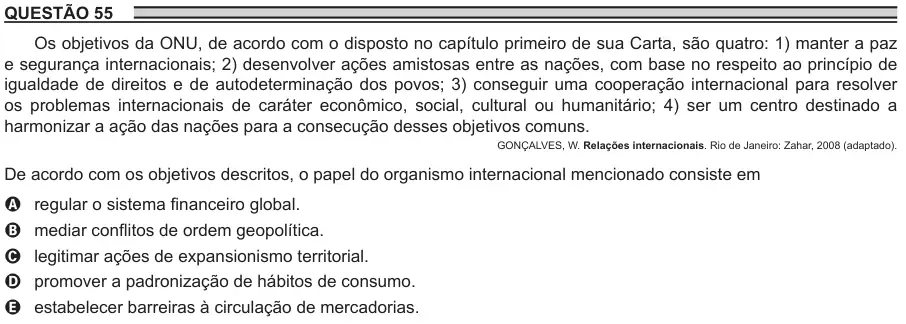 QUESTÃO 55
Os objetivos da ONU, de acordo com o disposto no capítulo primeiro de sua Carta, são quatro: 1) manter a paz
e segurança internacionais; 2) desenvolver ações amistosas entre as nações, com base no respeito ao princípio de
igualdade de direitos e de autodeterminação dos povos; 3) conseguir uma cooperação internacional para resolver
os problemas internacionais de caráter econômico, social, cultural ou humanitário; 4) ser um centro destinado a
harmonizar a ação das nações para a consecução desses objetivos comuns.
GONÇALVES, W. Relações internacionais. Rio de Janeiro: Zahar, 2008 (adaptado).
De acordo com os objetivos descritos, o papel do organismo internacional mencionado consiste em
A regular o sistema financeiro global.
B mediar conflitos de ordem geopolítica.
C legitimar ações de expansionismo territorial.
D promover a padronização de hábitos de consumo.
E estabelecer barreiras à circulação de mercadorias.